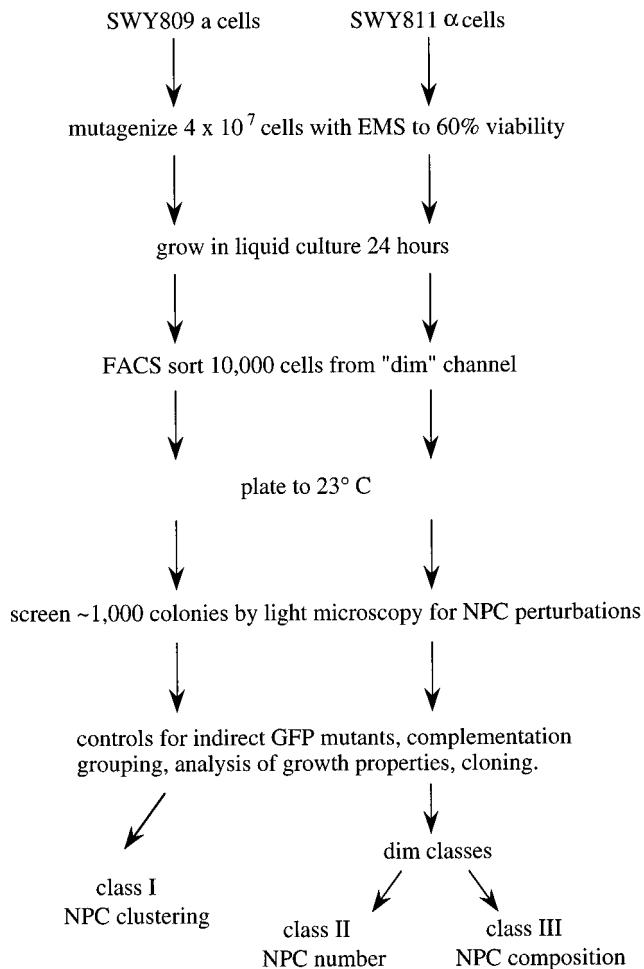 SWY809 a cells SWY811 α cells
mutagenize 4 x 10⁷ cells with EMS to 60% viability
grow in liquid culture 24 hours
FACS sort 10,000 cells from "dim" channel
plate to 23° C
screen ~1,000 colonies by light microscopy for NPC perturbations
controls for indirect GFP mutants, complementation
grouping, analysis of growth properties, cloning.
dim classes
class I
NPC clustering
class II
NPC number
class III
NPC composition